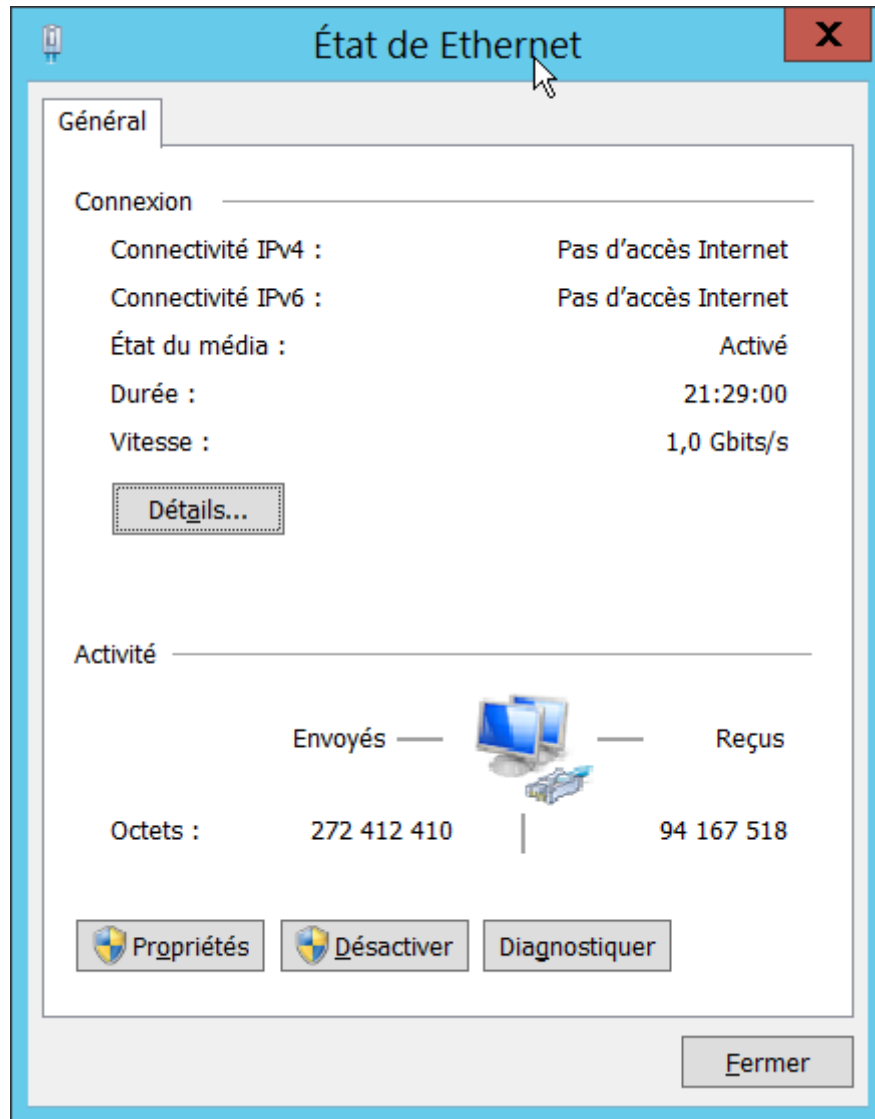 État de Ethernet
Général
Connexion
Connectivité IPv4 : Pas d’accès Internet
Connectivité IPv6 : Pas d’accès Internet
État du média : Activé
Durée : 21:29:00
Vitesse : 1,0 Gbits/s
Détails...
Activité
Envoyés Reçus
Octets : 272 412 410 94 167 518
Propriétés Désactiver Diagnostiquer
Fermer